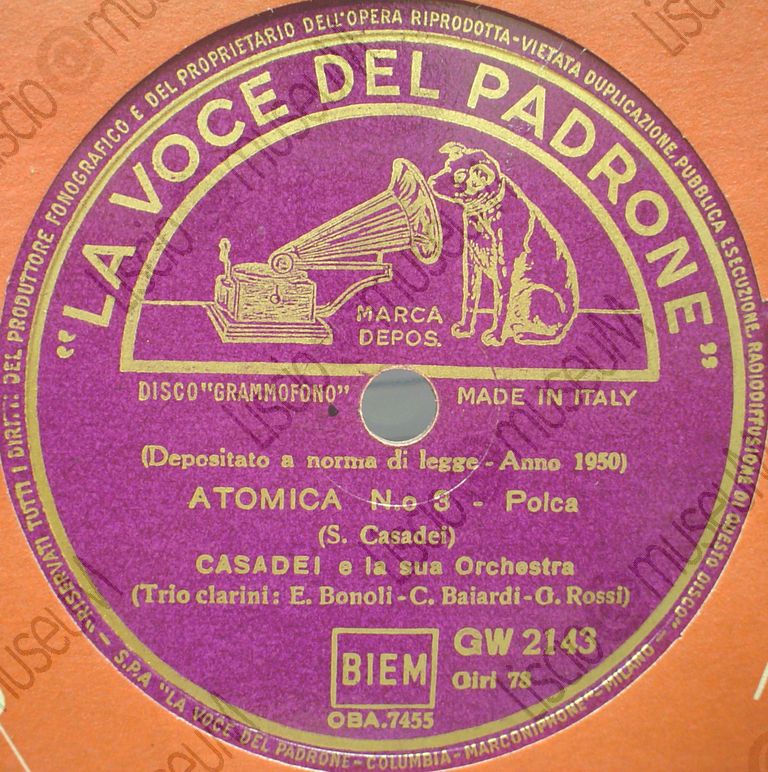 "RISERVATI TUTTI I DIRITTI DEL PRODUTTORE FONOGRAFICO E DEL PROPRIETARIO DELL'OPERA RIPRODOTTA-VIETATA DUPLICAZIONE, PUBBLICA ESECUZIONE, RADIODIFFUSIONE DI QUESTO DISCO"
"LA VOCE DEL PADRONE"
MARCA
DEPOS.
DISCO "GRAMMOFONO" MADE IN ITALY
(Depositato a norma di legge - Anno 1950)
ATOMICA N.o 3 - Polca
(S. Casadei)
CASADEI e la sua Orchestra
(Trio clarini: E. Bonoli - C. Baiardi - G. Rossi)
BIEM GW 2143
Giri 78
OBA.7455
S.P.A "LA VOCE DEL PADRONE-COLUMBIA-MARCONIPHONE"-MILANO
Liscio@museuM